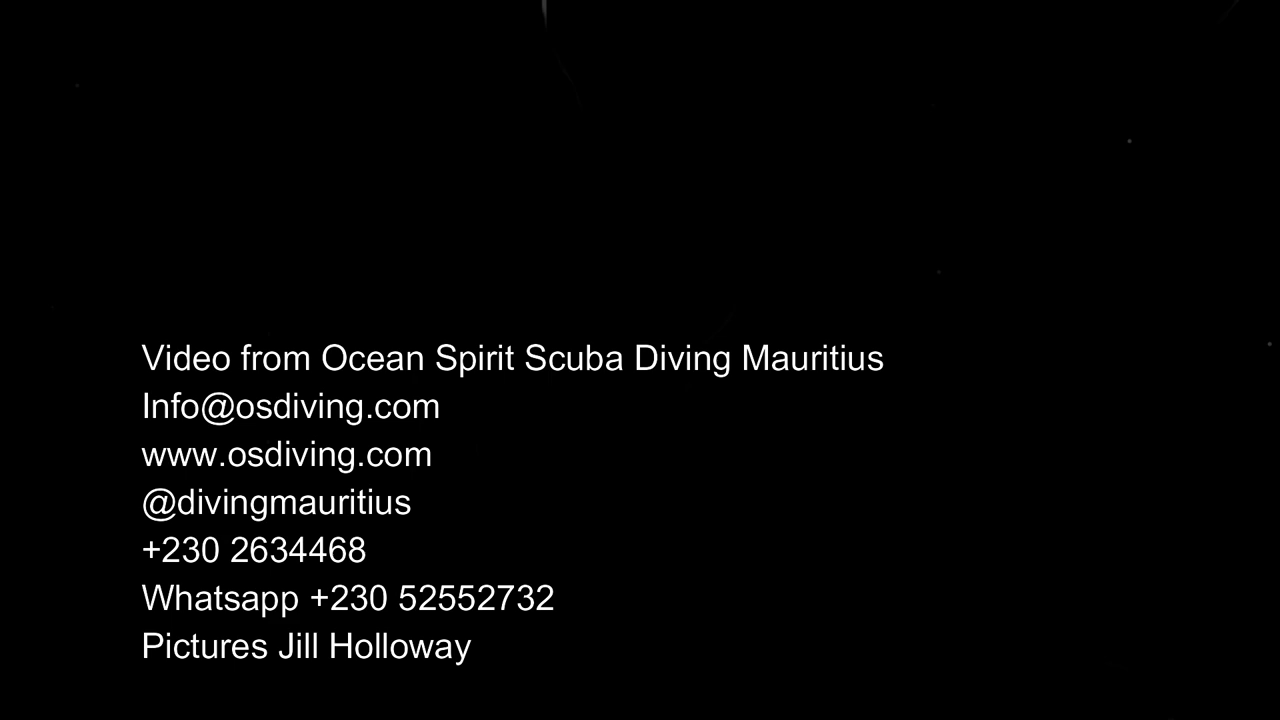 Video from Ocean Spirit Scuba Diving Mauritius
Info@osdiving.com
www.osdiving.com
@divingmauritius
+230 2634468
Whatsapp +230 52552732
Pictures Jill Holloway